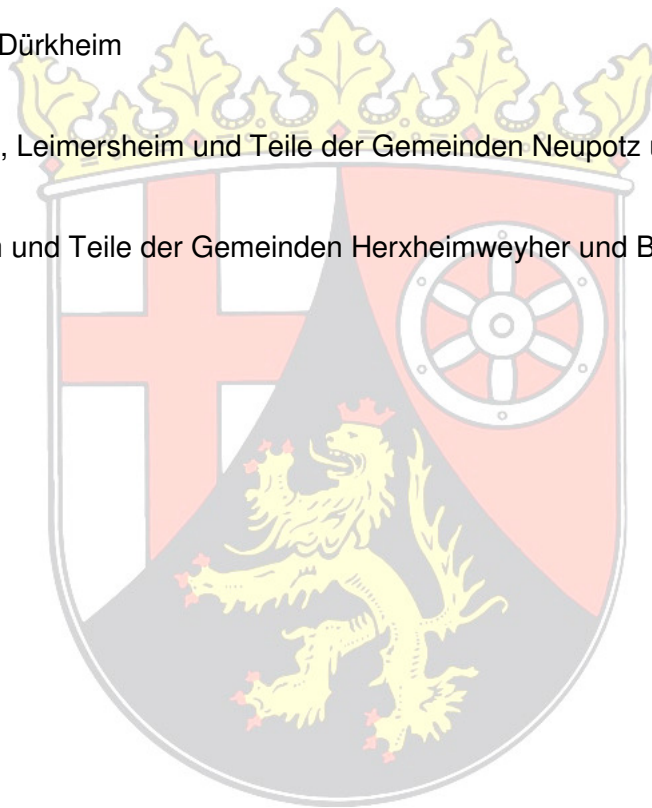 Dürkheim
, Leimersheim und Teile der Gemeinden Neupotz
und Teile der Gemeinden Herxheimweyher und B